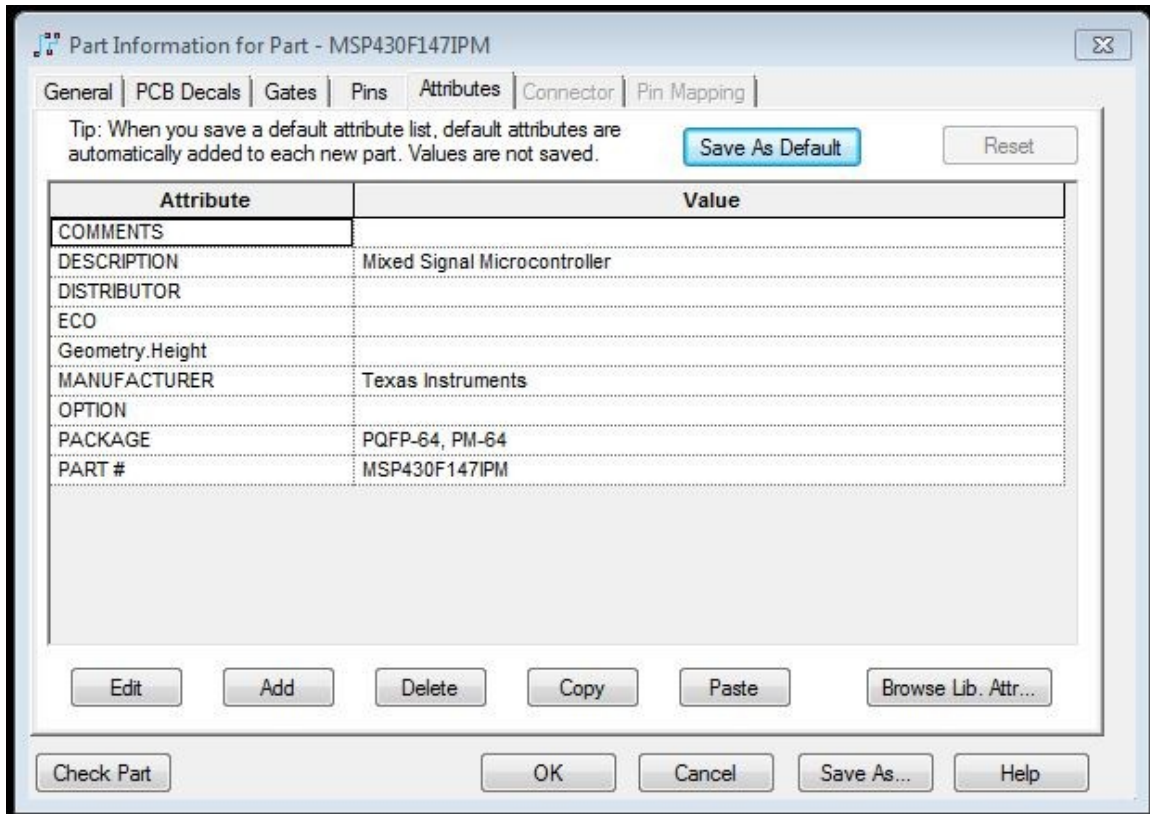 Part Information for Part - MSP430F147IPM
General PCB Decals Gates Pins Attributes Connector Pin Mapping
Tip: When you save a default attribute list, default attributes are
automatically added to each new part. Values are not saved.
Save As Default Reset
Attribute Value
COMMENTS
DESCRIPTION Mixed Signal Microcontroller
DISTRIBUTOR
ECO
Geometry.Height
MANUFACTURER Texas Instruments
OPTION
PACKAGE PQFP-64, PM-64
PART # MSP430F147IPM
Edit Add Delete Copy Paste Browse Lib. Attr...
Check Part OK Cancel Save As... Help